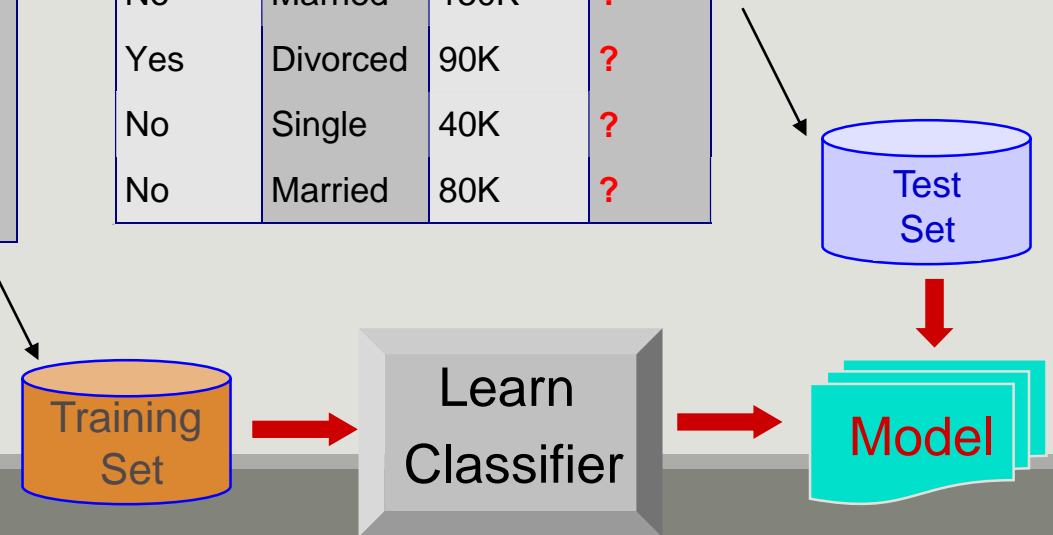 Yes Divorced 90K ?
No Single 40K ?
No Married 80K ?
Test
Set
Training
Set
Learn
Classifier
Model